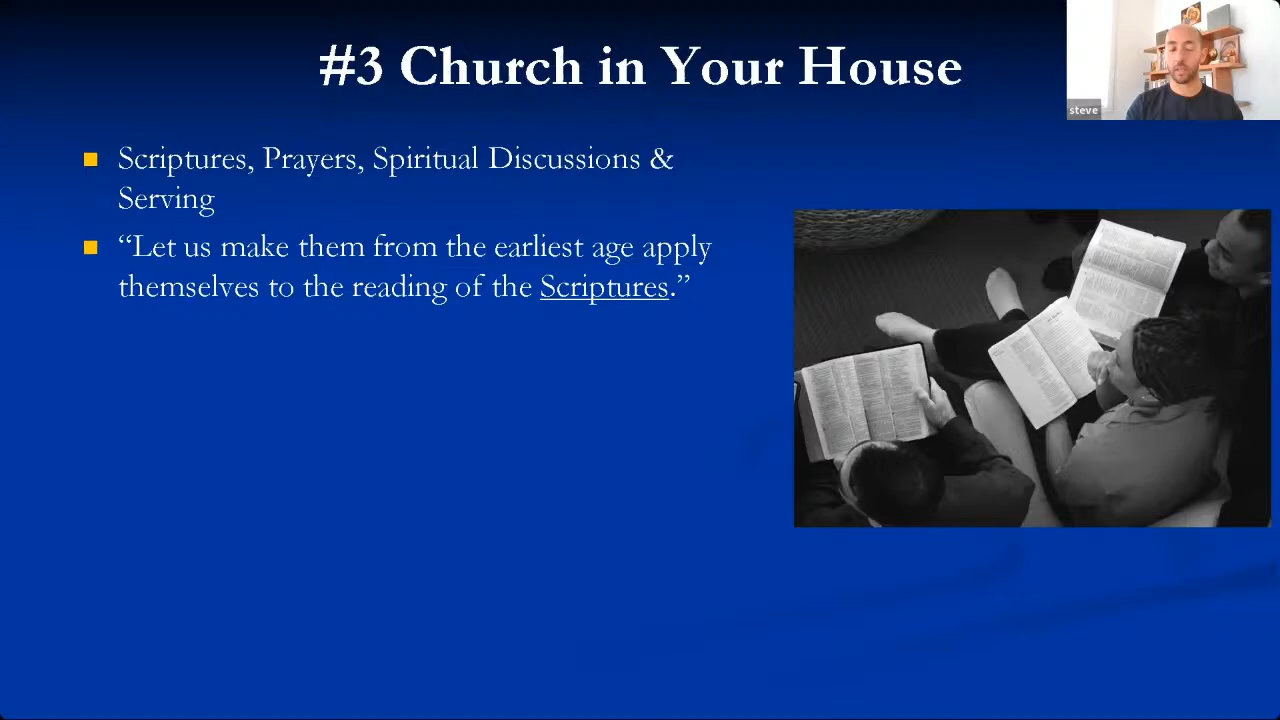 #3 Church in Your House
steve
Scriptures, Prayers, Spiritual Discussions &
Serving
“Let us make them from the earliest age apply
themselves to the reading of the Scriptures.”